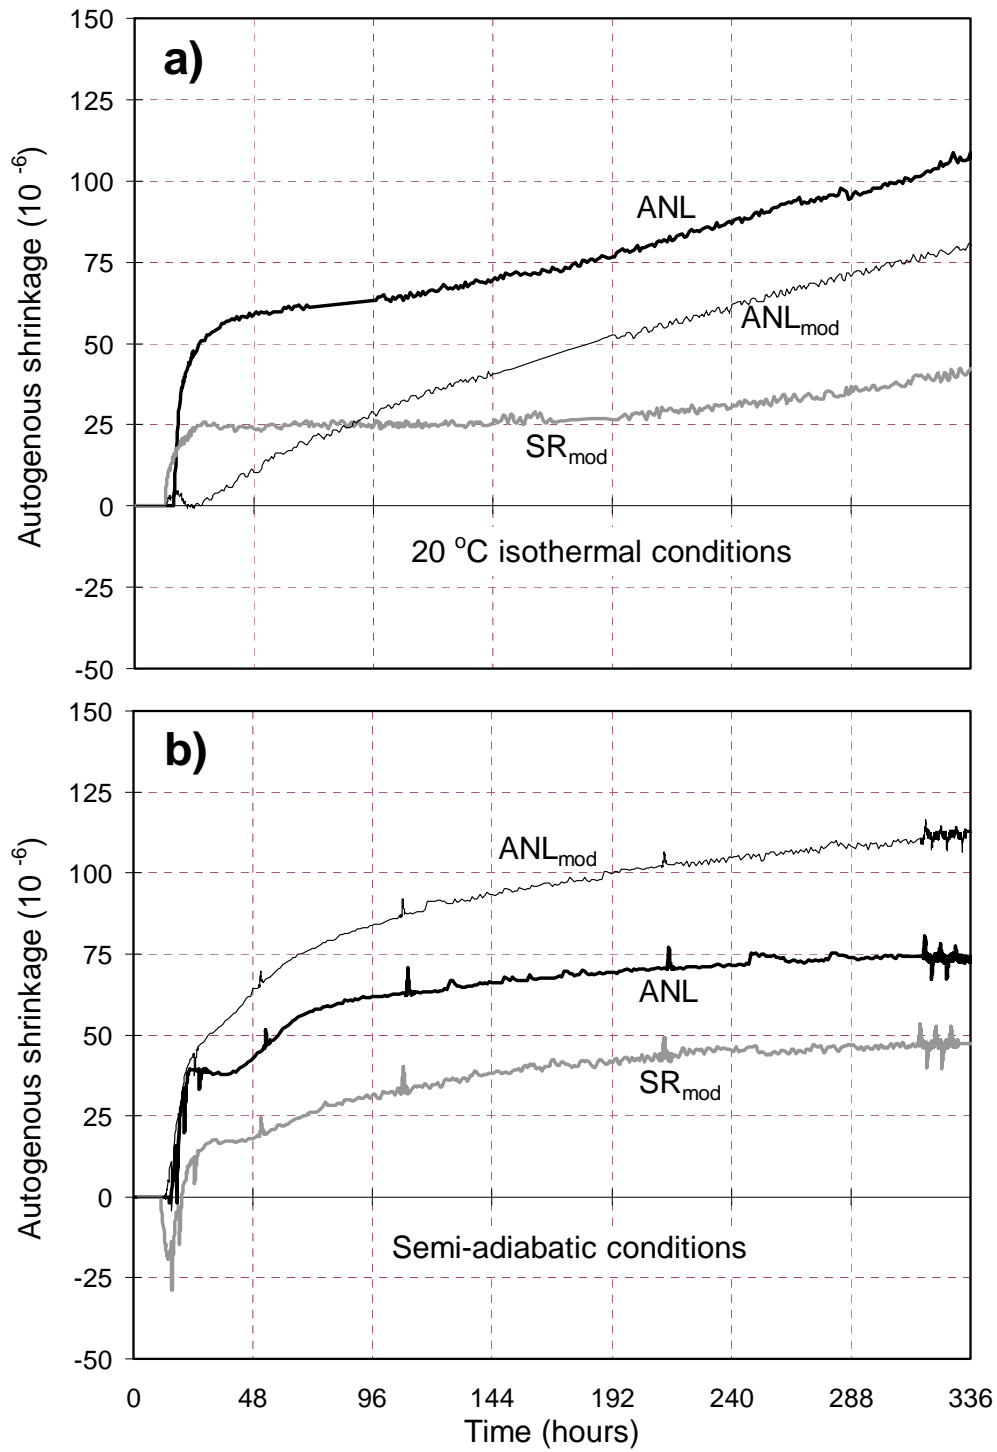 a)
Autogenous shrinkage (10 -6)
150
125
100
75
50
25
0
-25
-50
ANL
ANLmod
SRmod
20 oC isothermal conditions
b)
Autogenous shrinkage (10 -6)
150
125
100
75
50
25
0
-25
-50
ANLmod
ANL
SRmod
Semi-adiabatic conditions
0 48 96 144 192 240 288 336
Time (hours)